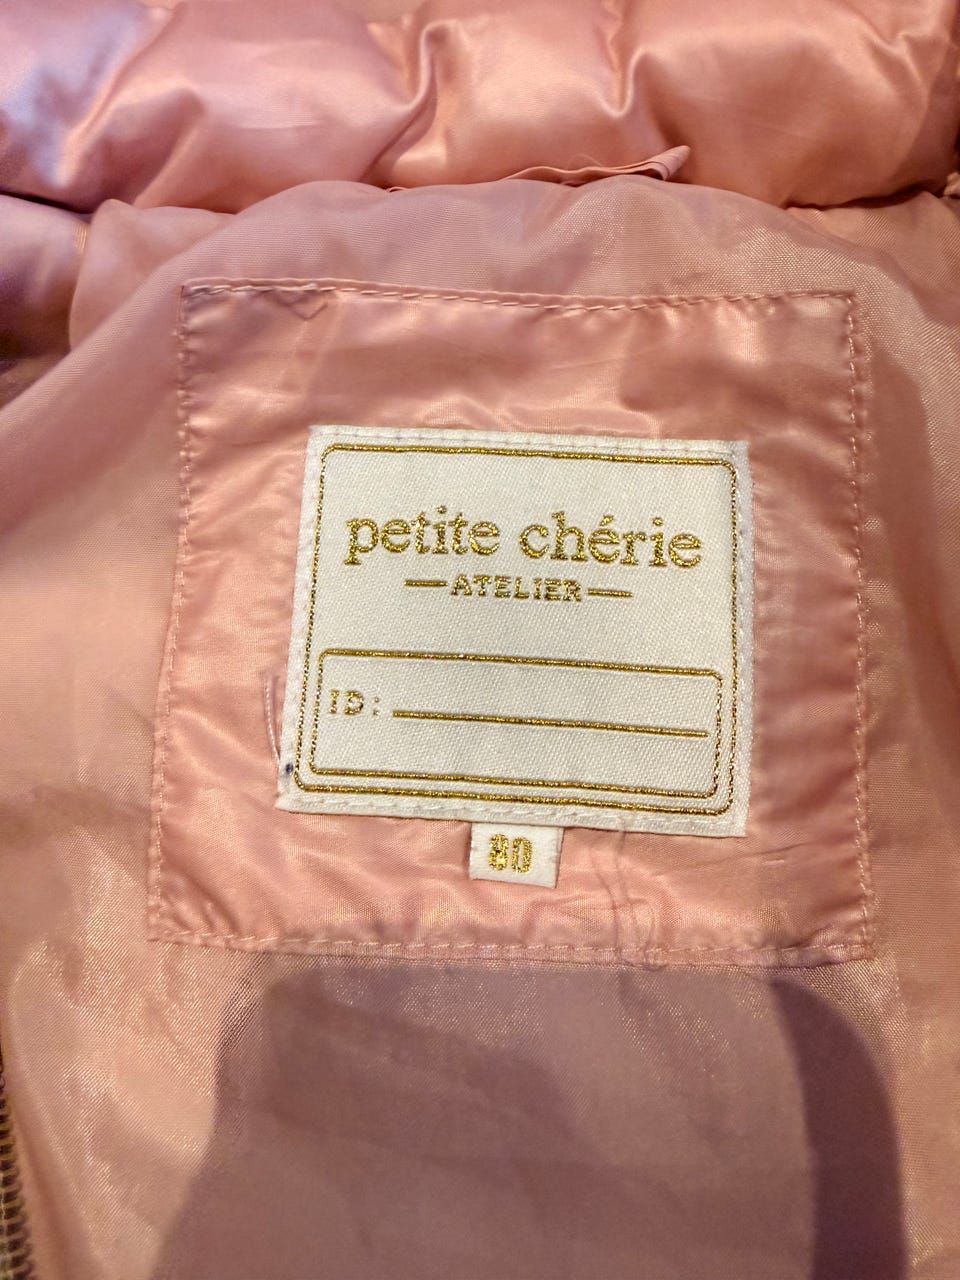 petite chérie
ATELIER
ID:
80